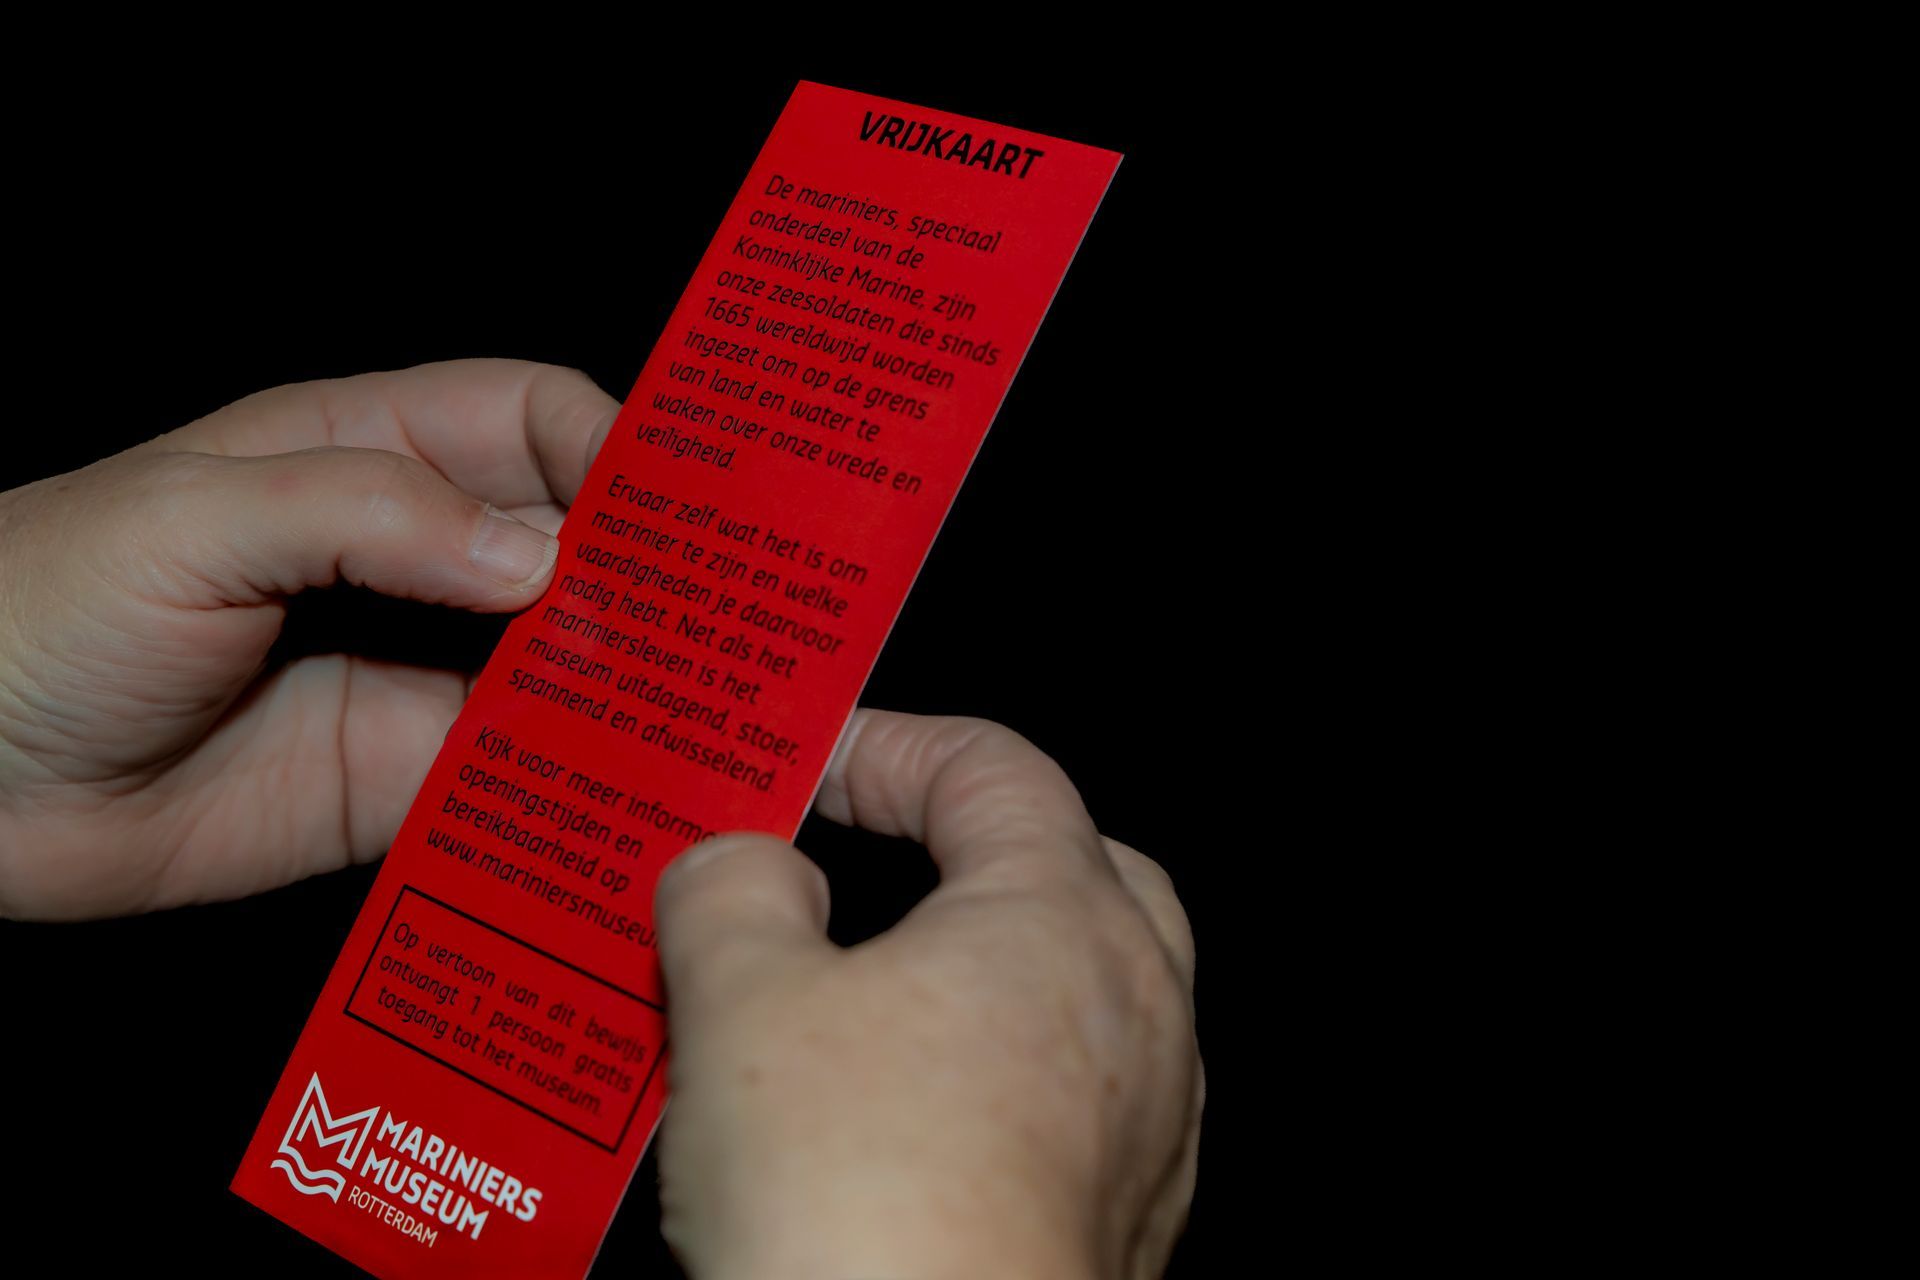 VRIJKAART
De mariniers, speciaal
onderdeel van de
Koninklijke Marine, zijn
onze zeesoldaten die sinds
1665 wereldwijd worden
ingezet om op de grens
van land en water te
waken over onze vrede en
veiligheid.
Ervaar zelf wat het is om
marinier te zijn en welke
vaardigheden je daarvoor
nodig hebt. Net als het
mariniersleven is het
museum uitdagend, stoer,
spannend en afwisselend.
Kijk voor meer
openingstijden en
bereikbaarheid op
Op vertoon van dit bewijs
ontvangt 1 persoon gratis
toegang tot het museum.
MARINIERS
MUSEUM
ROTTERDAM